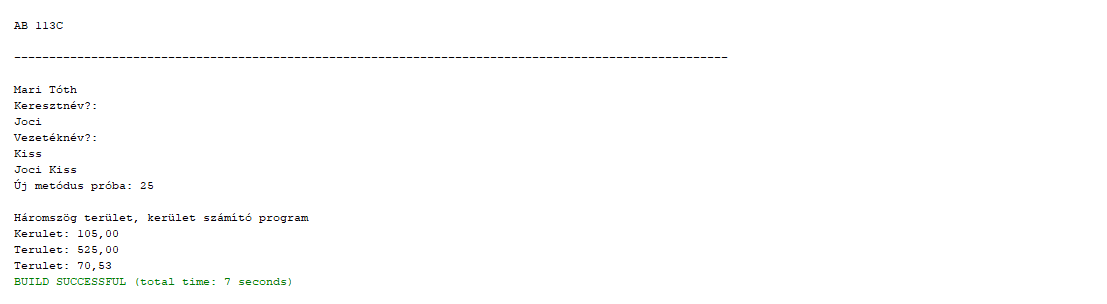 AB 113C
------------------------------------------------------------------------------------------------------
Mari Tóth
Keresztnév?:
Joci
Vezetéknév?:
Kiss
Joci Kiss
Új metódus próba: 25
Háromszög terület, kerület számító program
Kerulet: 105,00
Terulet: 525,00
Terulet: 70,53
BUILD SUCCESSFUL (total time: 7 seconds)